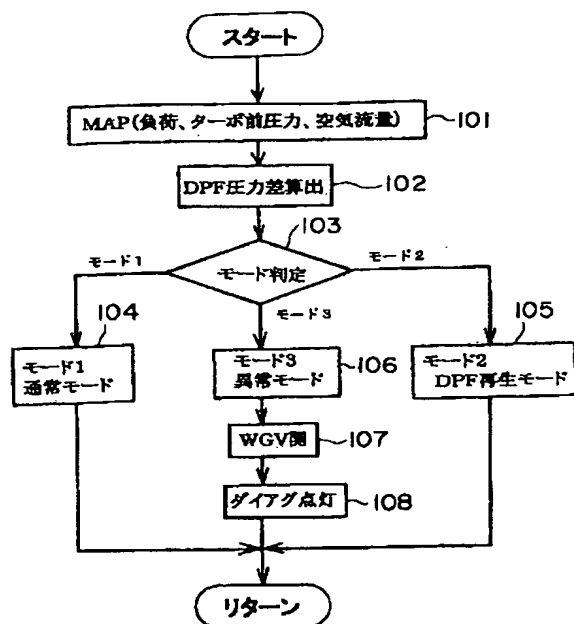 スタート
MAP(負荷、ターボ前圧力、空気流量)
101
DPF圧力差算出
102
103
モード判定
モード1
モード2
モード3
104
モード1
通常モード
モード3
異常モード
106
105
モード2
DPF再生モード
WGV開
107
ダイアグ点灯
108
リターン